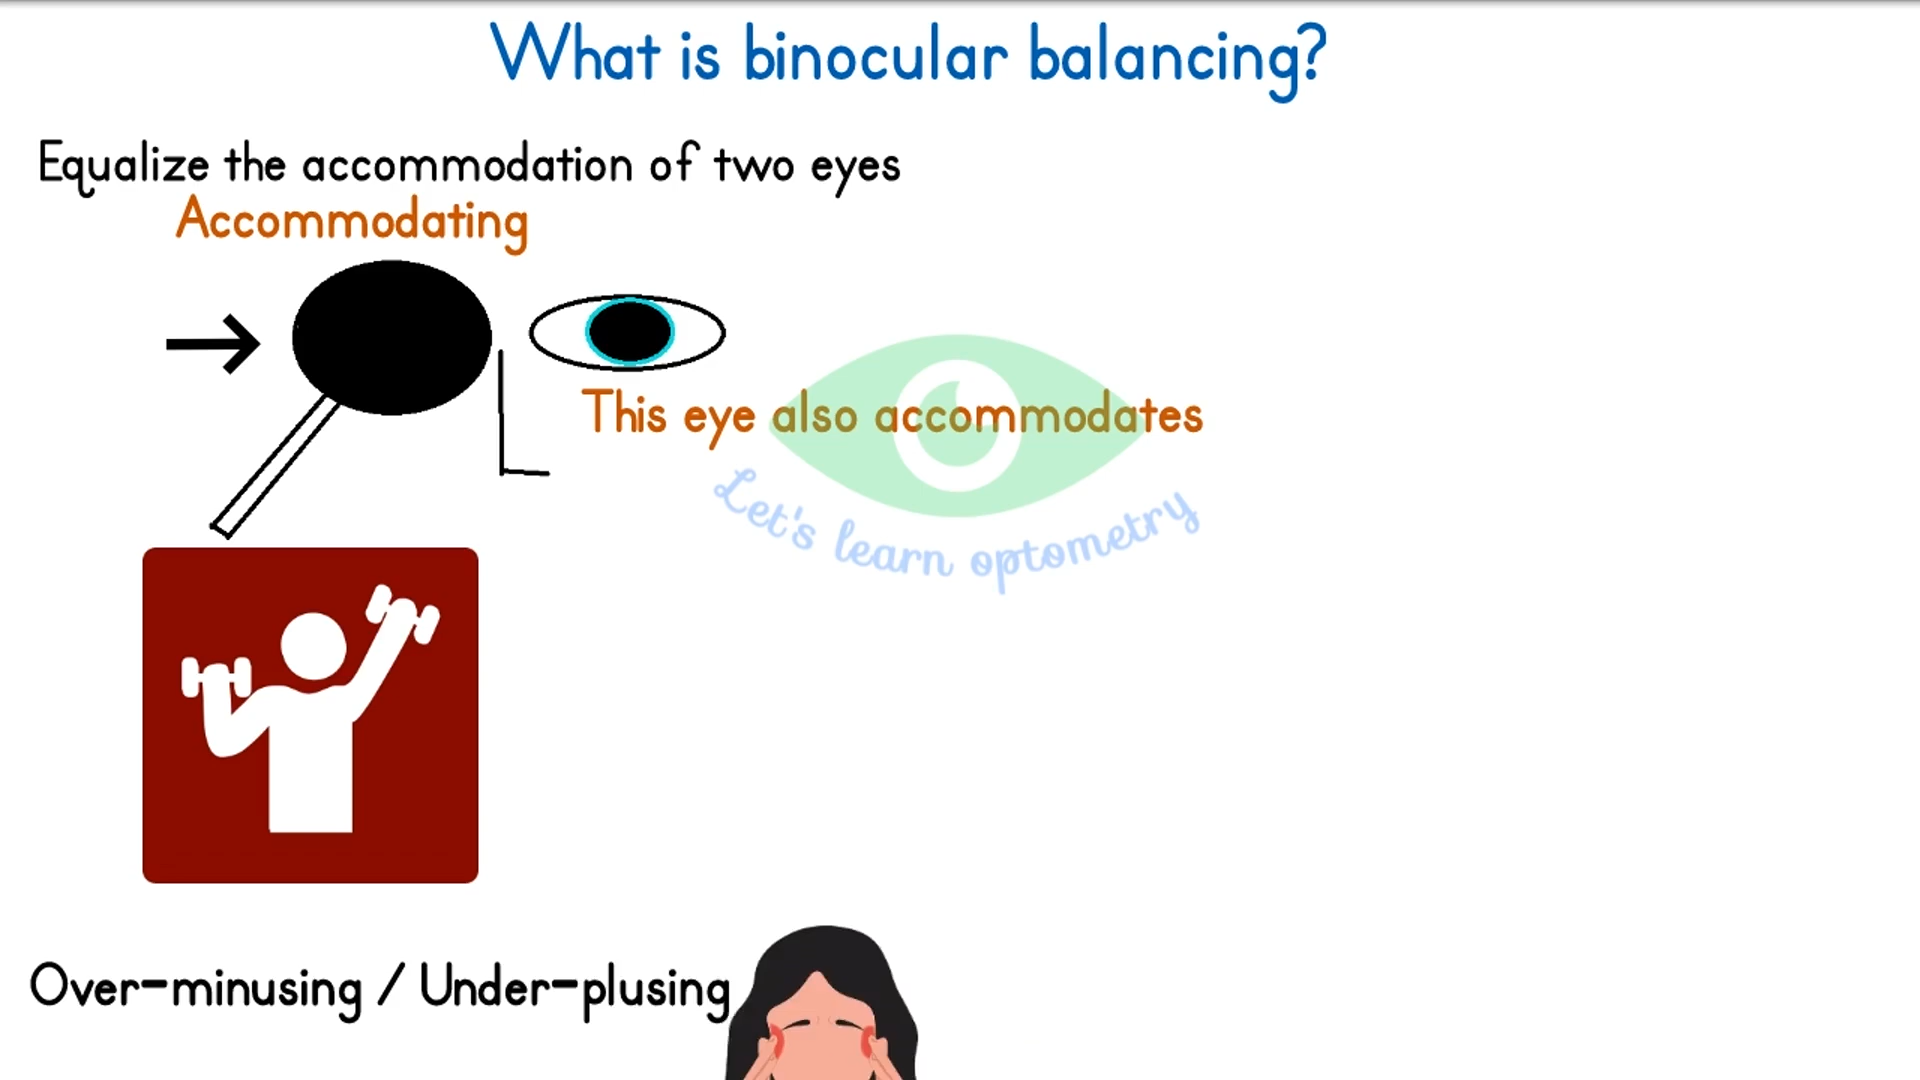 What is binocular balancing?
Equalize the accommodation of two eyes
Accommodating
This eye also accommodates
Let's learn optometry
Over-minusing / Under-plusing